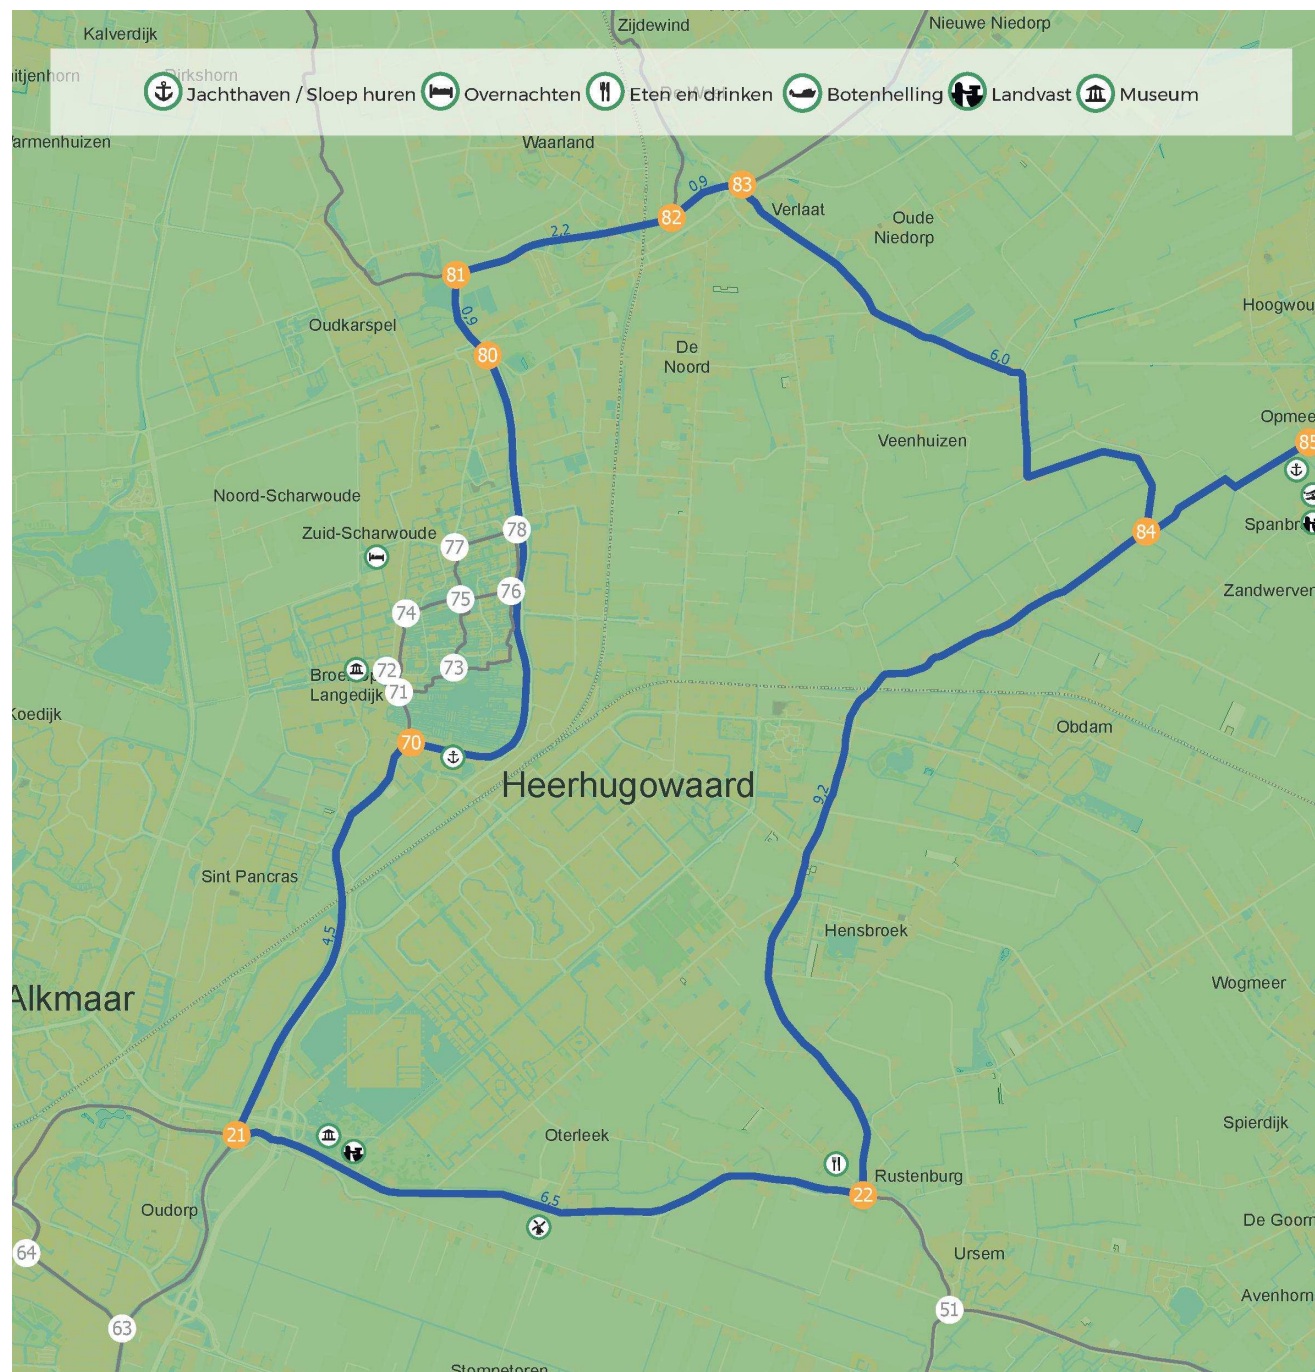 Kalverdijk
Zijdewind
Nieuwe Niedorp
Dirkshorn
Jachthaven / Sloep huren
Overnachten
Eten en drinken
Botenhelling
Landvast
Museum
Waarland
83
0,9
Verlaat
82
Oude
Niedorp
2,2
81
Hoogwou
0,9
Oudkarspel
De
Noord
80
6,0
Opmee
Veenhuizen
85
Noord-Scharwoude
Zuid-Scharwoude
78
77
84
Zandwerven
76
75
74
72
73
71
Langedijk
Koedijk
Obdam
70
Heerhugowaard
9,2
Sint Pancras
4,5
Hensbroek
Wogmeer
Alkmaar
Spierdijk
21
Oterleek
Rustenburg
22
6,5
Oudorp
De Goorn
64
Ursem
Avenhorn
51
63
Stompetoren